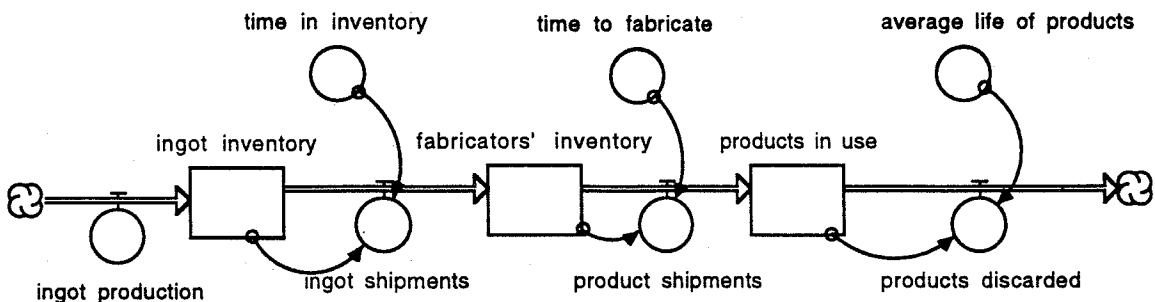 time in inventory
time to fabricate
average life of products
ingot inventory
fabricators' inventory
products in use
ingot production
ingot shipments
product shipments
products discarded